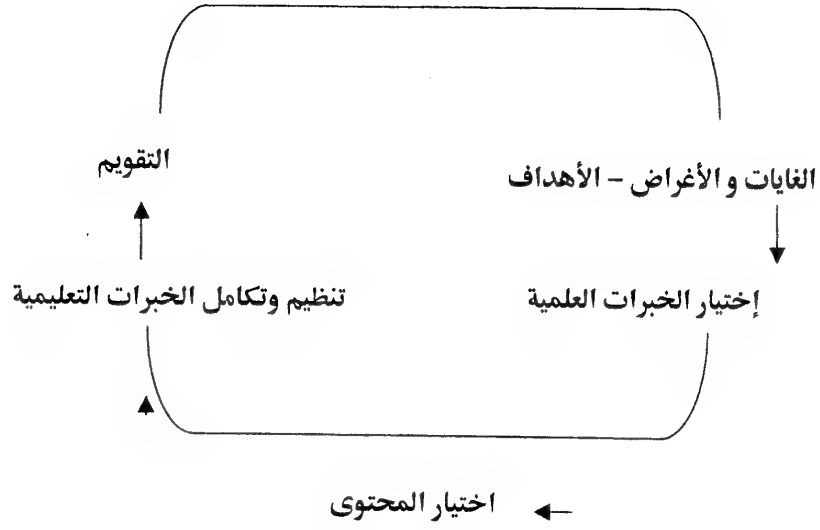 الغايات و الأغراض – الأهداف
التقويم
إختيار الخبرات العلمية
تنظيم وتكامل الخبرات التعليمية
اختيار المحتوى